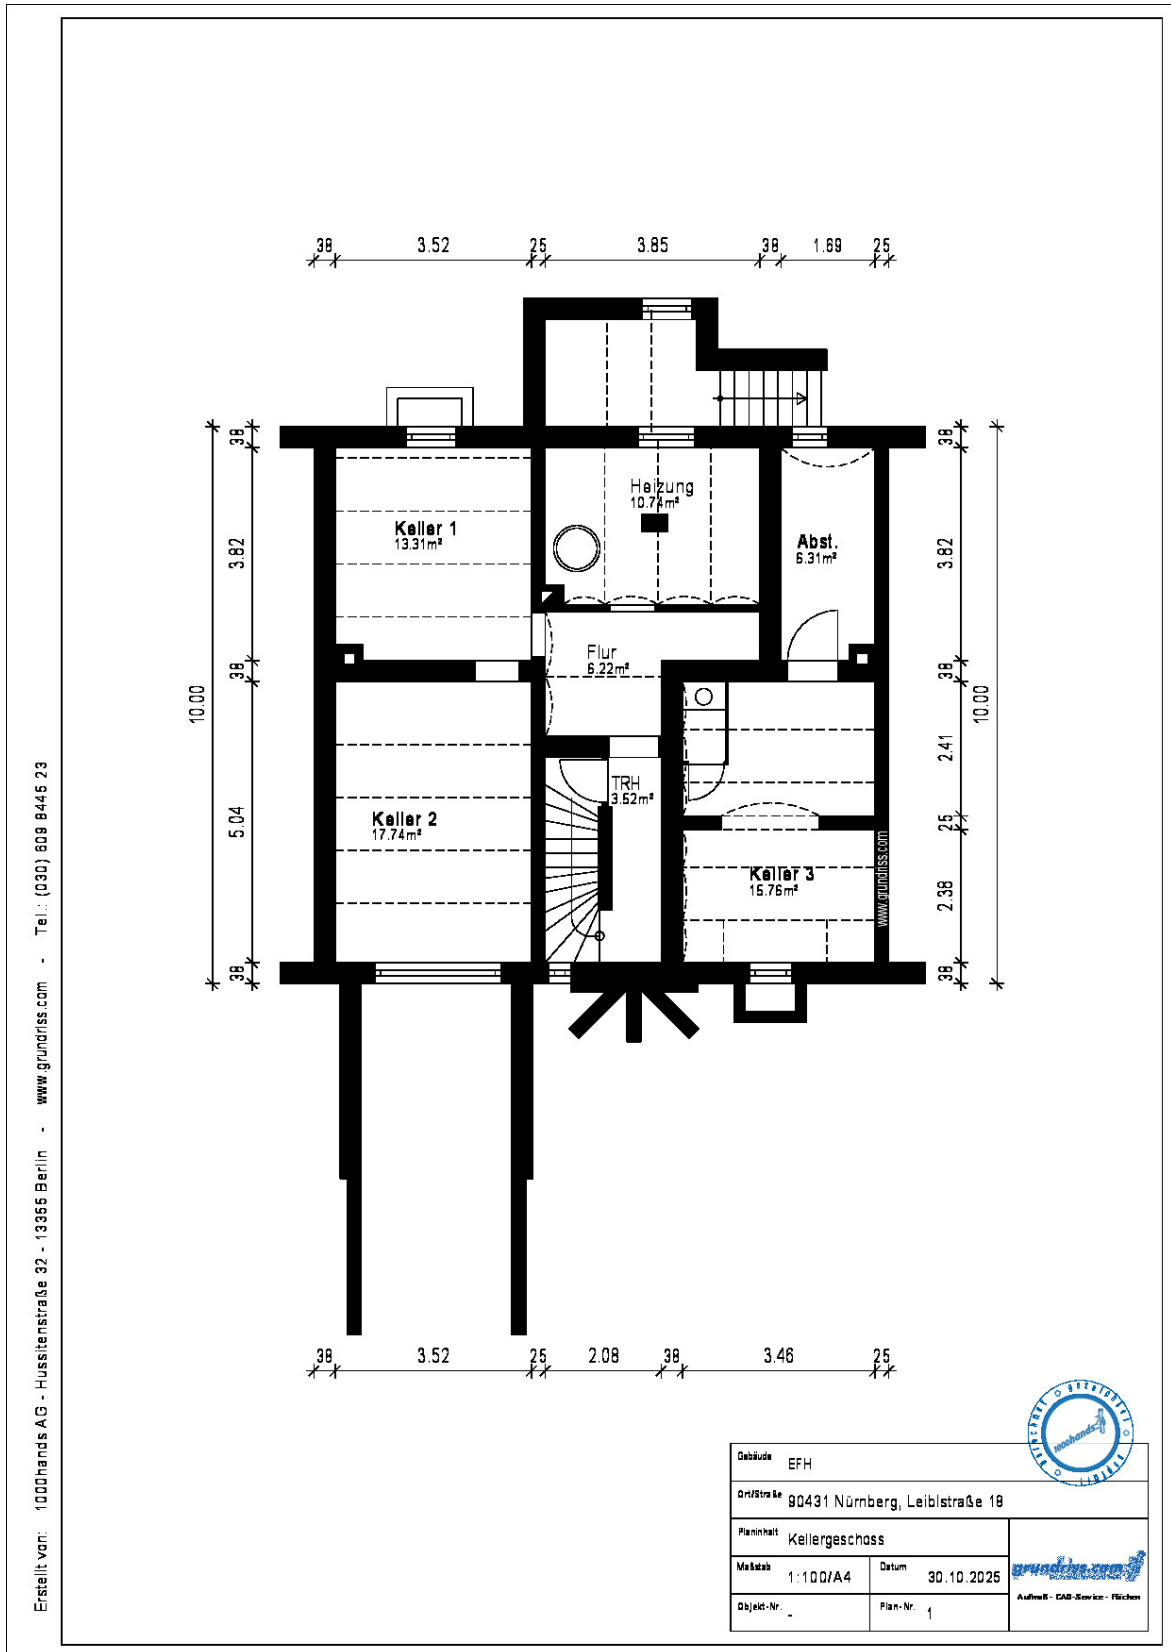 38 3.52 25 3.85 38 1.69 25
38
3.82
38
5.04
38
10.00
38
3.82
38
2.41
25
2.38
38
10.00
Heizung
10.74m²
Keller 1
13.31m²
Abst.
6.31m²
Flur
6.22m²
TRH
3.52m²
Keller 2
17.74m²
Keller 3
15.76m²
www.grundriss.com
38 3.52 25 2.08 38 3.46 25
Erstellt von: 1000hands AG - Hussitenstraße 32 - 13355 Berlin - www.grundriss.com - Tel.: (030) 609 8445 23
1000hands
Gebäude EFH
Ort/Straße 90431 Nürnberg, Leiblstraße 18
Planinhalt Kellergeschoss
Maßstab 1:100/A4 Datum 30.10.2025
Objekt-Nr. - Plan-Nr. 1
grundriss.com
Aufmaß - CAD-Service - Flächen